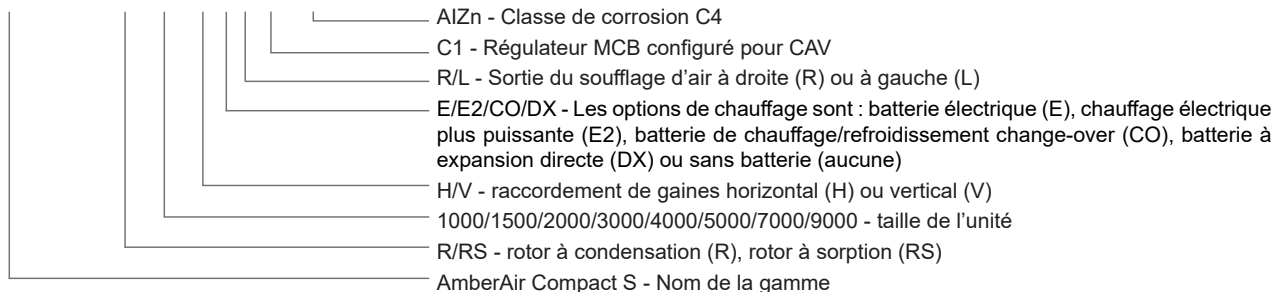 AlZn - Classe de corrosion C4
C1 - Régulateur MCB configuré pour CAV
R/L - Sortie du soufflage d’air à droite (R) ou à gauche (L)
E/E2/CO/DX - Les options de chauffage sont : batterie électrique (E), chauffage électrique
plus puissante (E2), batterie de chauffage/refroidissement change-over (CO), batterie à
expansion directe (DX) ou sans batterie (aucune)
H/V - raccordement de gaines horizontal (H) ou vertical (V)
1000/1500/2000/3000/4000/5000/7000/9000 - taille de l’unité
R/RS - rotor à condensation (R), rotor à sorption (RS)
AmberAir Compact S - Nom de la gamme